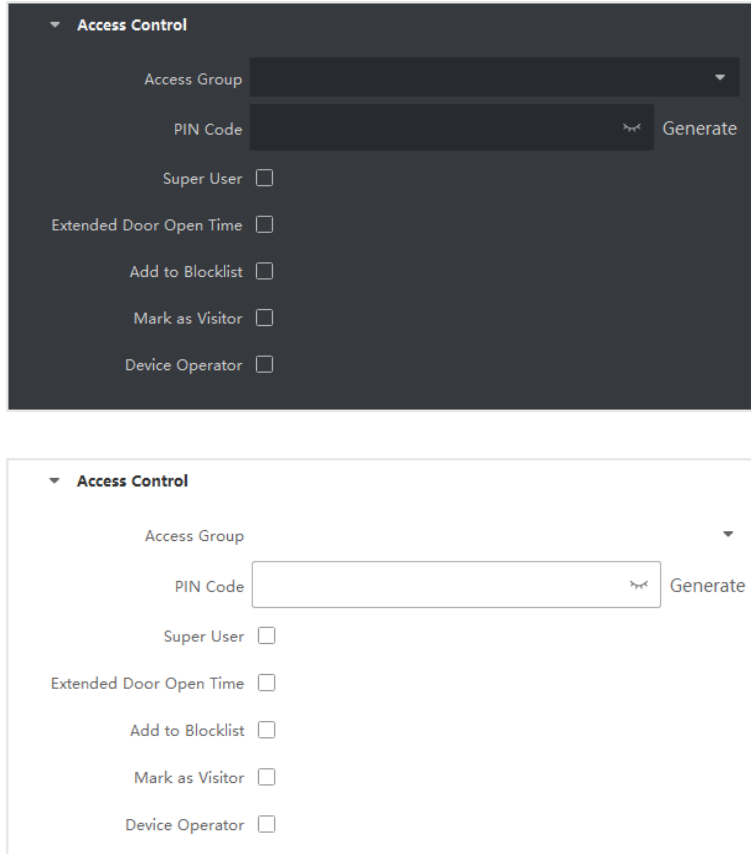 Access Control
Access Group
PIN Code Generate
Super User
Extended Door Open Time
Add to Blocklist
Mark as Visitor
Device Operator
Access Control
Access Group
PIN Code Generate
Super User
Extended Door Open Time
Add to Blocklist
Mark as Visitor
Device Operator